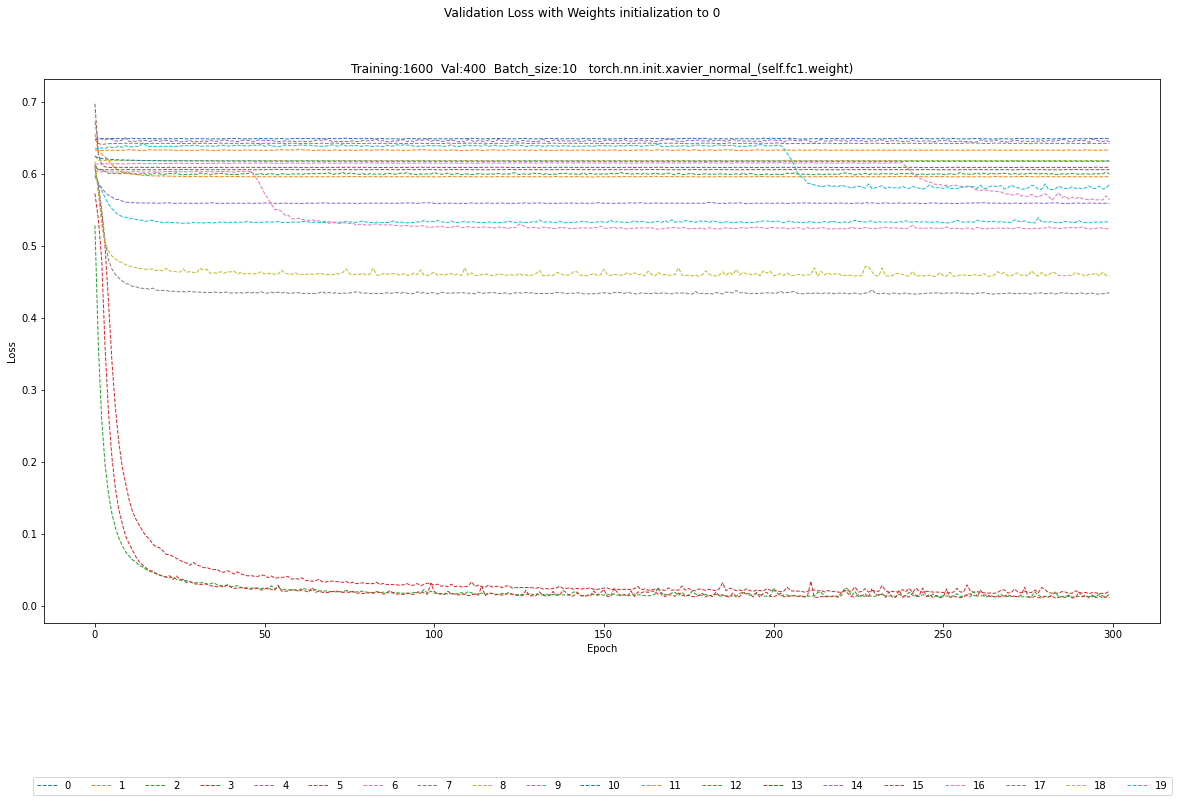 Validation Loss with Weights initialization to 0
Training:1600 Val:400 Batch_size:10 torch.nn.init.xavier_normal_(self.fc1.weight)
0.7
0.6
0.5
0.4
0.3
0.2
0.1
0.0
Loss
0 50 100 150 200 250 300
Epoch
0 1 2 3 4 5 6 7 8 9 10 11 12 13 14 15 16 17 18 19